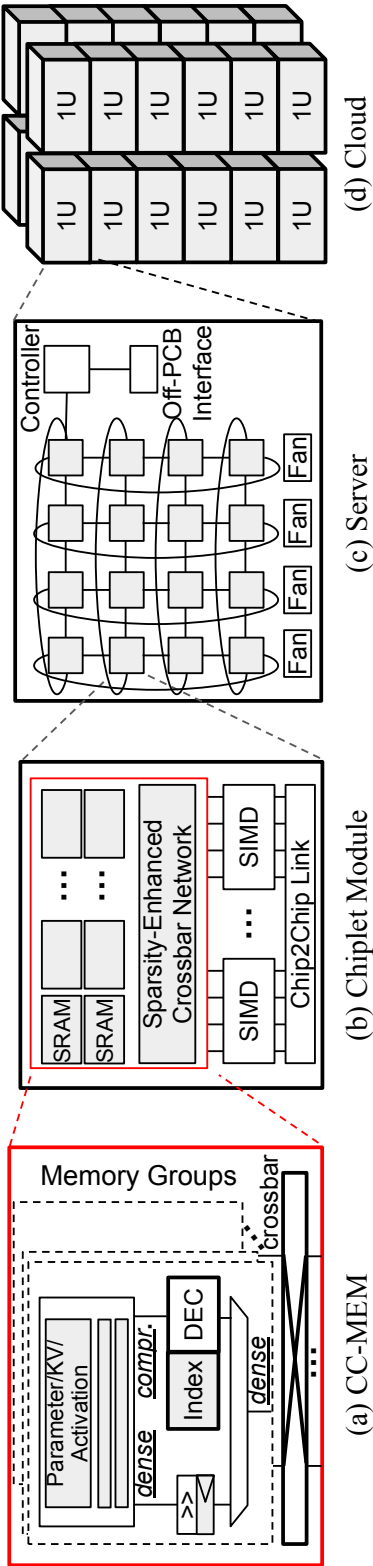 Memory Groups
Parameter/KV/
Activation
dense
compr.
>>
Index
DEC
dense
crossbar
...
(a) CC-MEM
SRAM
SRAM
...
Sparsity-Enhanced
Crossbar Network
SIMD
...
SIMD
Chip2Chip Link
(b) Chiplet Module
Controller
Off-PCB
Interface
Fan
Fan
Fan
Fan
(c) Server
1U
1U
1U
1U
1U
1U
1U
1U
1U
1U
1U
1U
(d) Cloud